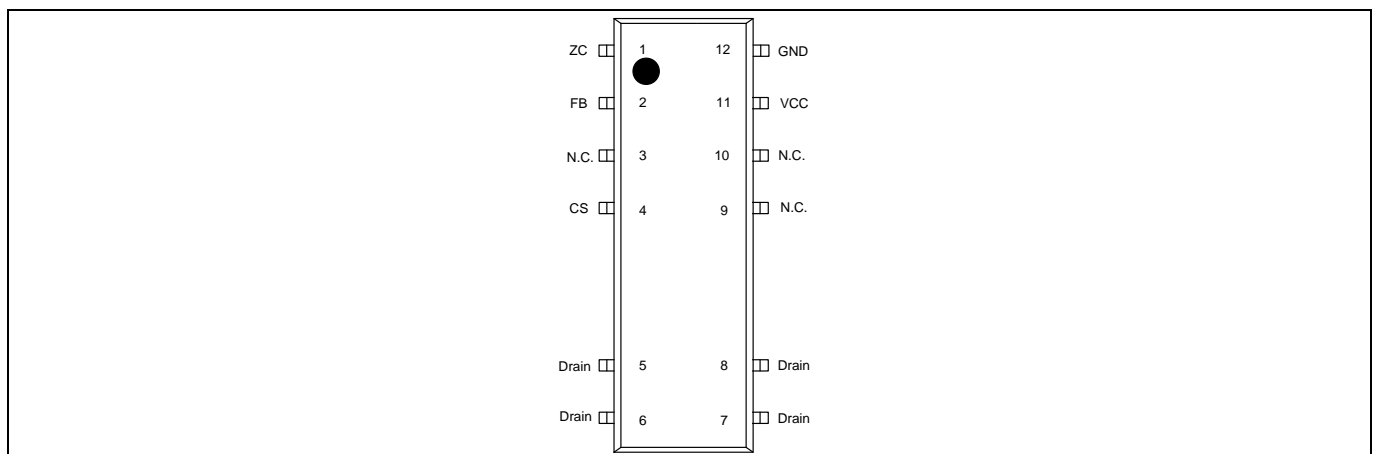 ZC 1 12 GND
FB 2 11 VCC
N.C. 3 10 N.C.
CS 4 9 N.C.
Drain 5 8 Drain
Drain 6 7 Drain